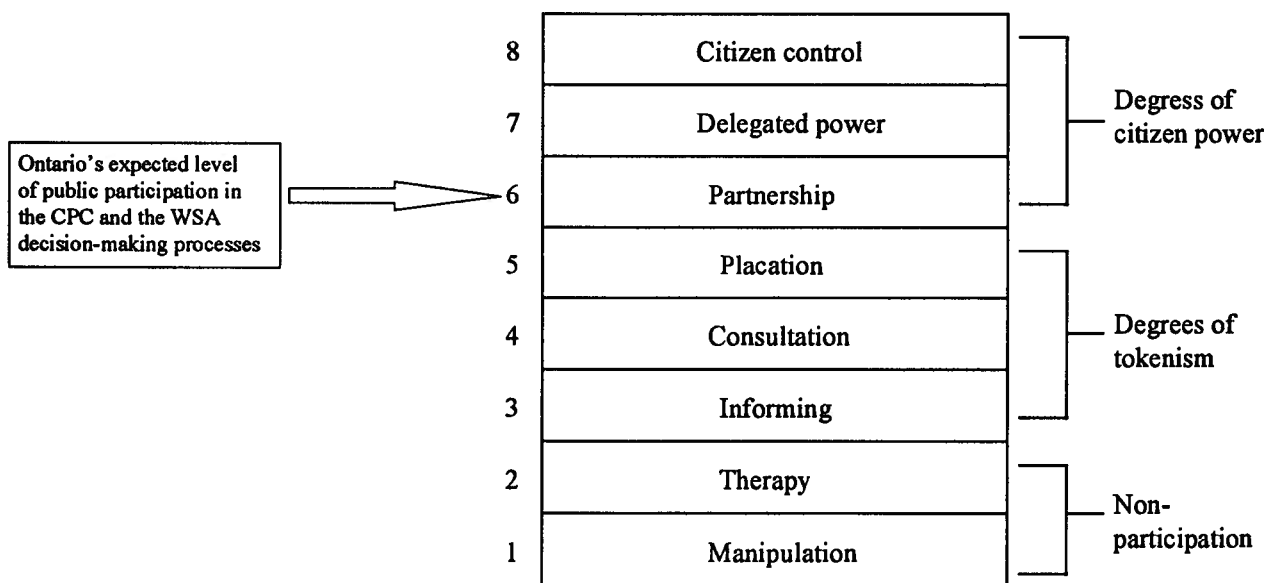 8 Citizen control
7 Delegated power
6 Partnership
5 Placation
4 Consultation
3 Informing
2 Therapy
1 Manipulation
Degress of
citizen power
Degrees of
tokenism
Non-
participation
Ontario's expected level
of public participation in
the CPC and the WSA
decision-making processes